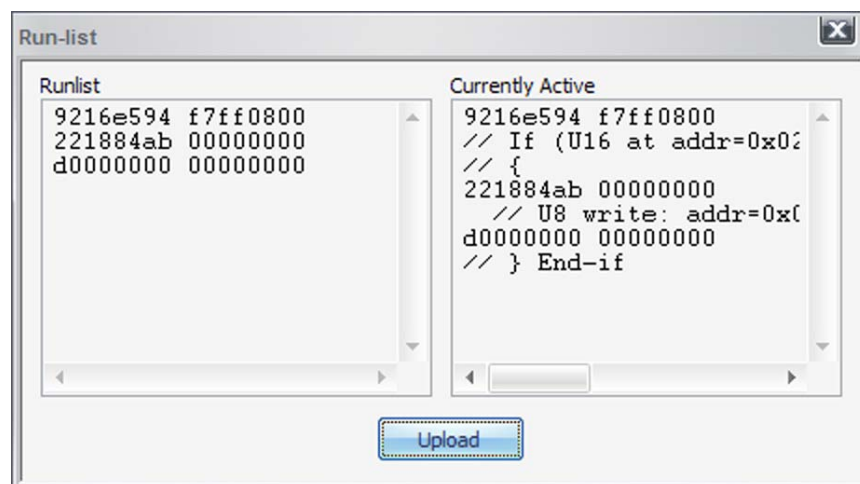 Run-list
Runlist
9216e594 f7ff0800
221884ab 00000000
d0000000 00000000
Currently Active
9216e594 f7ff0800
// If (U16 at addr=0x02
// {
221884ab 00000000
// U8 write: addr=0x
d0000000 00000000
// } End-if
Upload